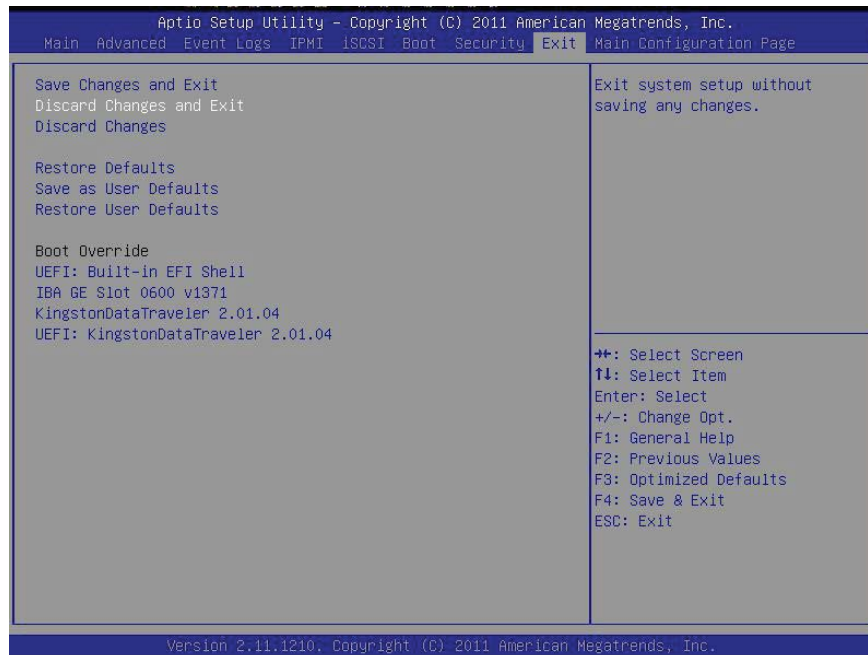 Aptio Setup Utility – Copyright (C) 2011 American Megatrends, Inc.
Main Advanced Event Logs IPMI iSCSI Boot Security Exit Main Configuration Page
Save Changes and Exit
Discard Changes and Exit
Discard Changes
Restore Defaults
Save as User Defaults
Restore User Defaults
Boot Override
UEFI: Built-in EFI Shell
IBA GE Slot 0600 v1371
KingstonDataTraveler 2.01.04
UEFI: KingstonDataTraveler 2.01.04
Exit system setup without
saving any changes.
→←: Select Screen
↑↓: Select Item
Enter: Select
+/-: Change Opt.
F1: General Help
F2: Previous Values
F3: Optimized Defaults
F4: Save & Exit
ESC: Exit
Version 2.11.1210. Copyright (C) 2011 American Megatrends, Inc.